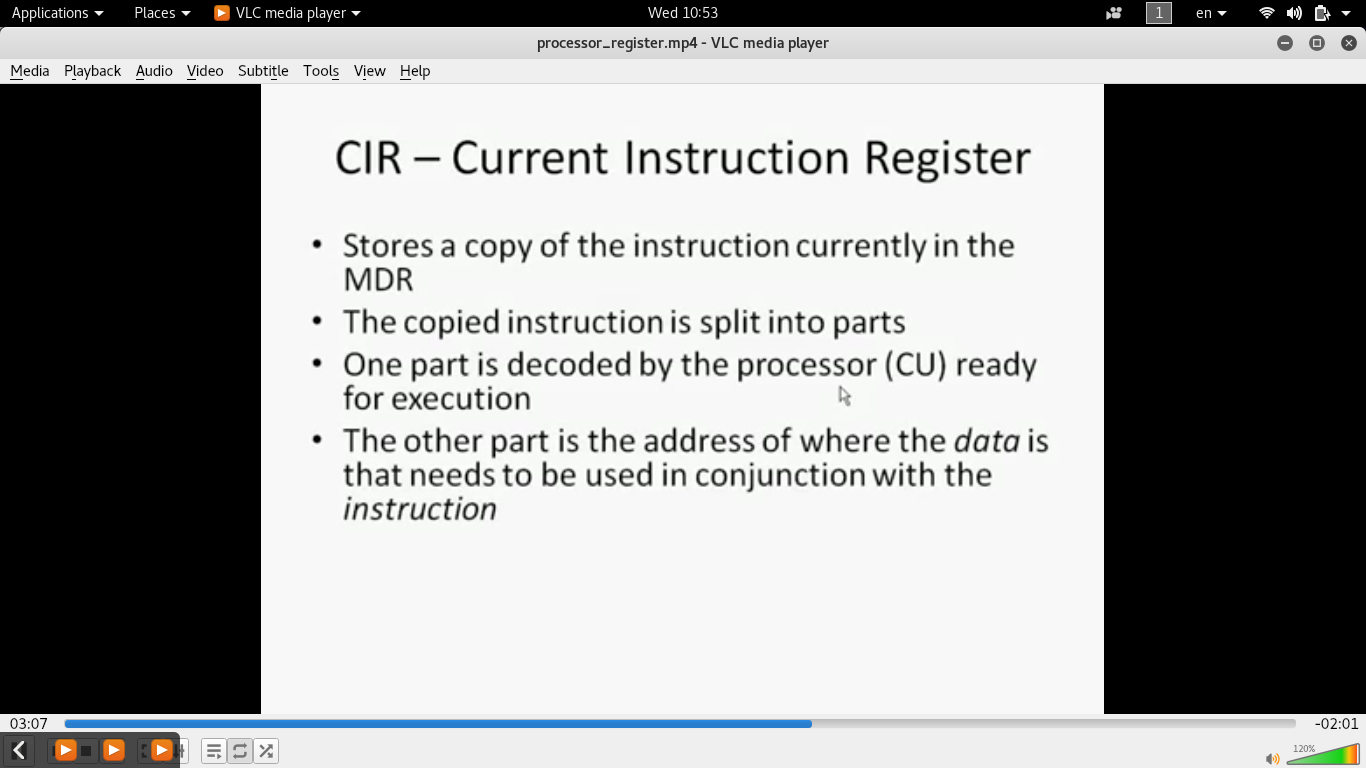 Applications Places VLC media player Wed 10:53 1 en
processor_register.mp4 - VLC media player
Media Playback Audio Video Subtitle Tools View Help
CIR – Current Instruction Register
• Stores a copy of the instruction currently in the
MDR
• The copied instruction is split into parts
• One part is decoded by the processor (CU) ready
for execution
• The other part is the address of where the data is
that needs to be used in conjunction with the
instruction
03:07 -02:01
120%